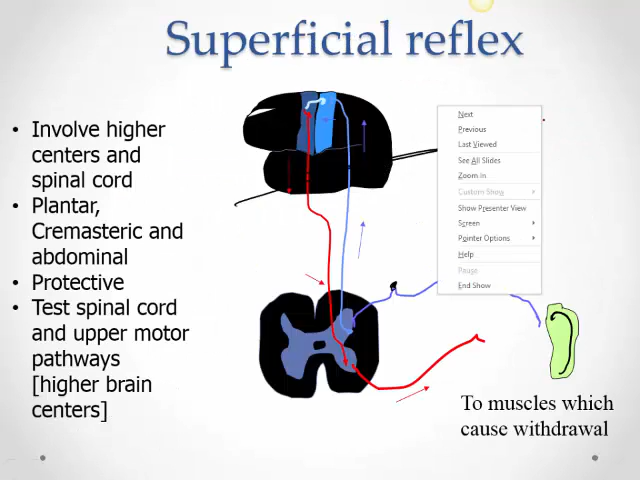 Superficial reflex
• Involve higher
centers and
spinal cord
• Plantar,
Cremasteric and
abdominal
• Protective
• Test spinal cord
and upper motor
pathways
[higher brain
centers]
Next
Previous
Last Viewed
See All Slides
Zoom in
Custom Show
Show Presenter View
Screen
Pointer Options
Help
Pause
End Show
To muscles which
cause withdrawal